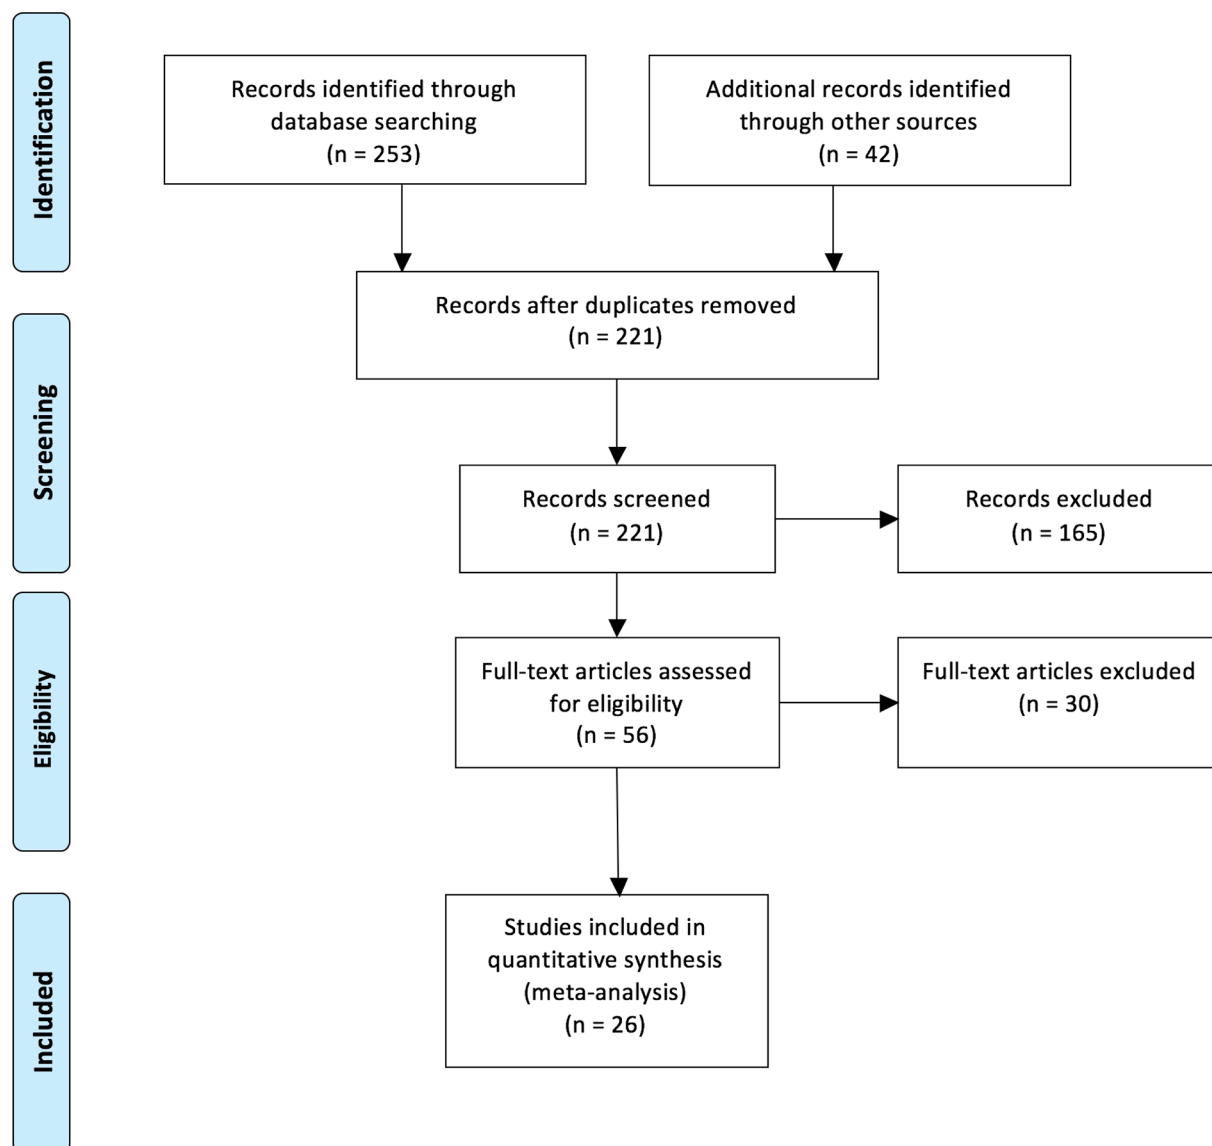 Identification
Records identified through
database searching
(n = 253)
Additional records identified
through other sources
(n = 42)
Records after duplicates removed
(n = 221)
Screening
Records screened
(n = 221)
Records excluded
(n = 165)
Eligibility
Full-text articles assessed
for eligibility
(n = 56)
Full-text articles excluded
(n = 30)
Included
Studies included in
quantitative synthesis
(meta-analysis)
(n = 26)